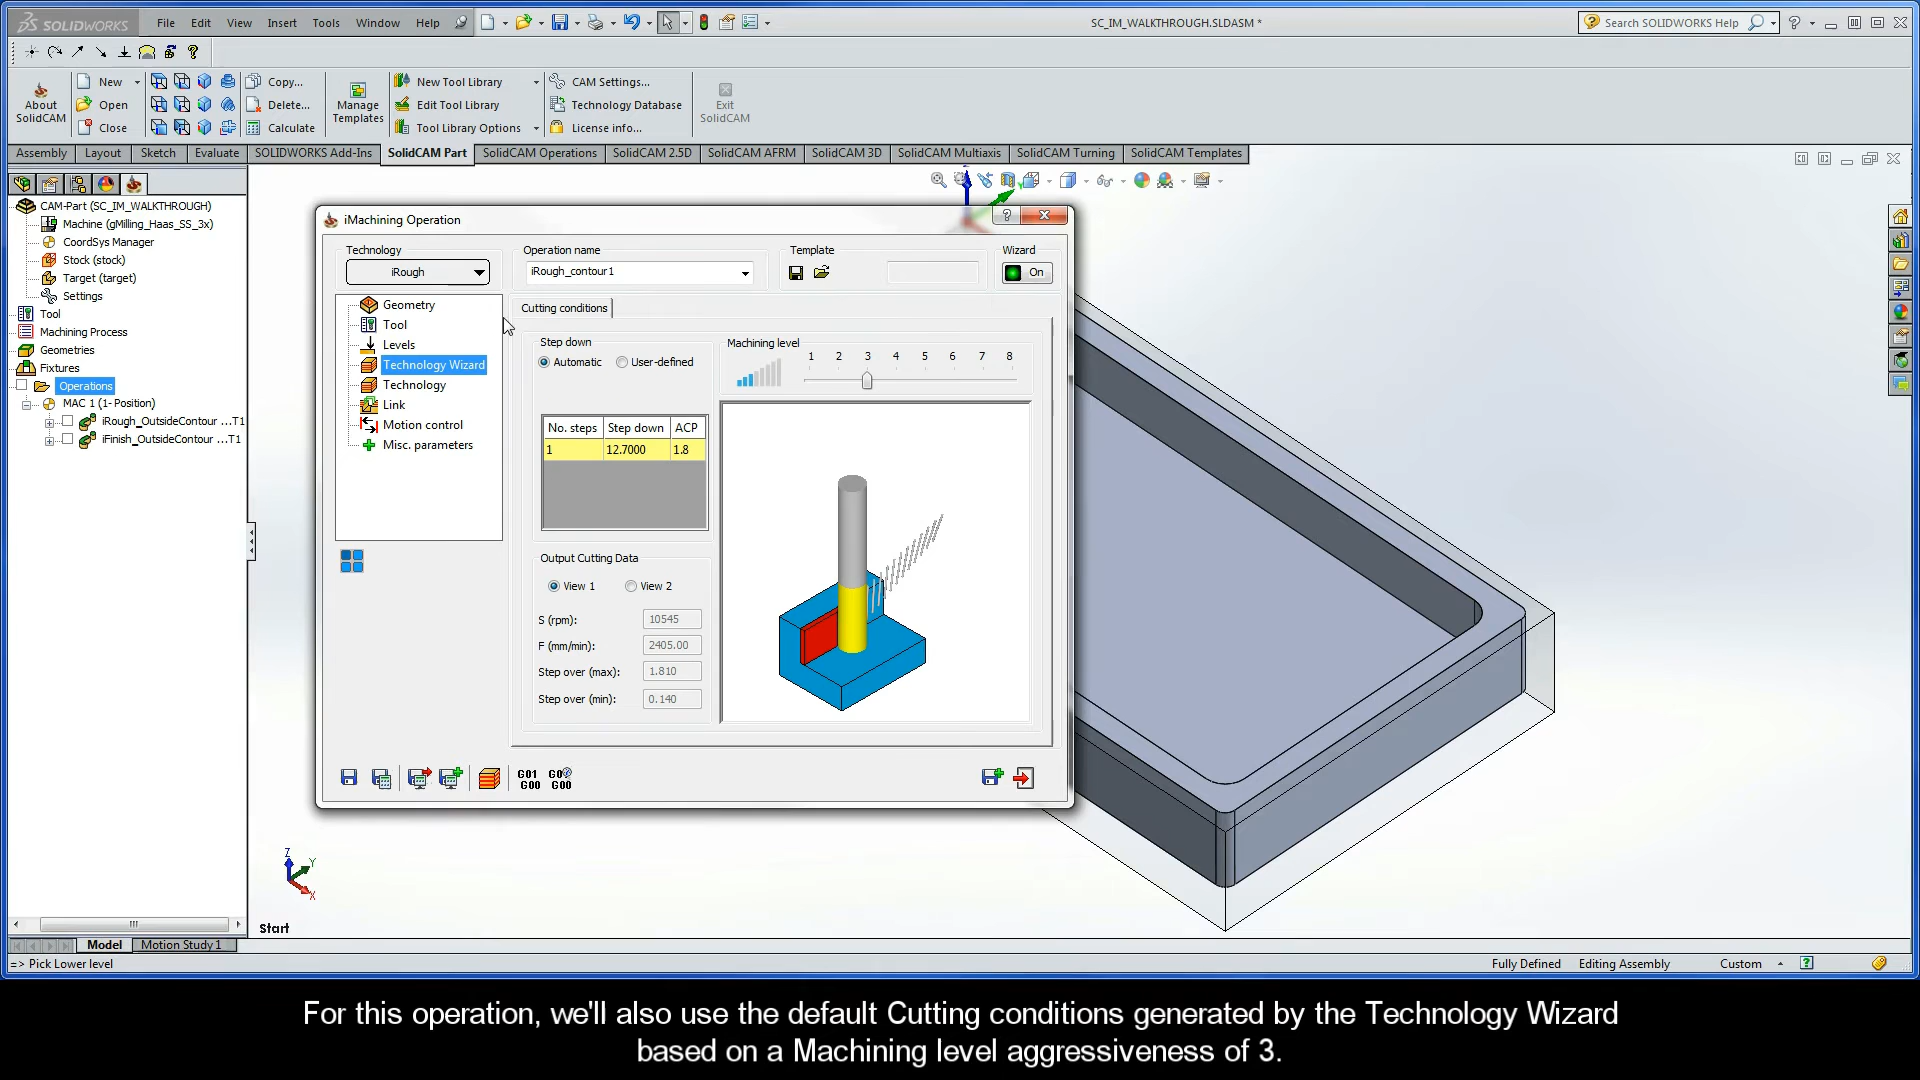 SOLIDWORKS File Edit View Insert Tools Window Help SC_IM_WALKTHROUGH.SLDASM * Search SOLIDWORKS Help
About SolidCAM
New
Open
Close
Copy...
Delete...
Calculate
Manage Templates
New Tool Library
Edit Tool Library
Tool Library Options
CAM Settings...
Technology Database
License info...
Exit SolidCAM
Assembly Layout Sketch Evaluate SOLIDWORKS Add-Ins SolidCAM Part SolidCAM Operations SolidCAM 2.5D SolidCAM AFRM SolidCAM 3D SolidCAM Multiaxis SolidCAM Turning SolidCAM Templates
CAM-Part (SC_IM_WALKTHROUGH)
Machine (gMilling_Haas_SS_3x)
CoordSys Manager
Stock (stock)
Target (target)
Settings
Tool
Machining Process
Geometries
Fixtures
Operations
MAC 1 (1- Position)
iRough_OutsideContour ...T1
iFinish_OutsideContour ...T1
iMachining Operation
Technology
iRough
Operation name
iRough_contour1
Template
Wizard
On
Geometry
Tool
Levels
Technology Wizard
Technology
Link
Motion control
Misc. parameters
Cutting conditions
Step down
Automatic User-defined
Machining level
1 2 3 4 5 6 7 8
No. steps Step down ACP
1 12.7000 1.8
Output Cutting Data
View 1 View 2
S (rpm): 10545
F (mm/min): 2405.00
Step over (max): 1.810
Step over (min): 0.140
G01 G00
G00
Z
Y
X
Start
Model Motion Study 1
=> Pick Lower level Fully Defined Editing Assembly Custom
For this operation, we'll also use the default Cutting conditions generated by the Technology Wizard
based on a Machining level aggressiveness of 3.